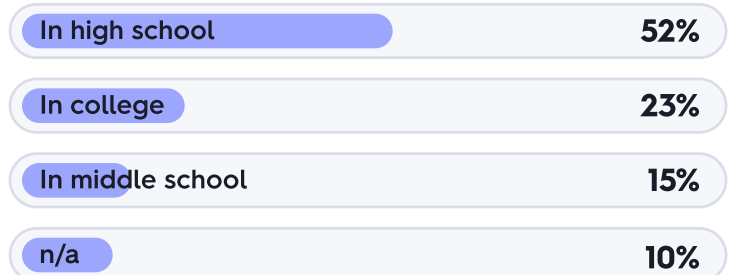 In high school 52%
In college 23%
In middle school 15%
n/a 10%